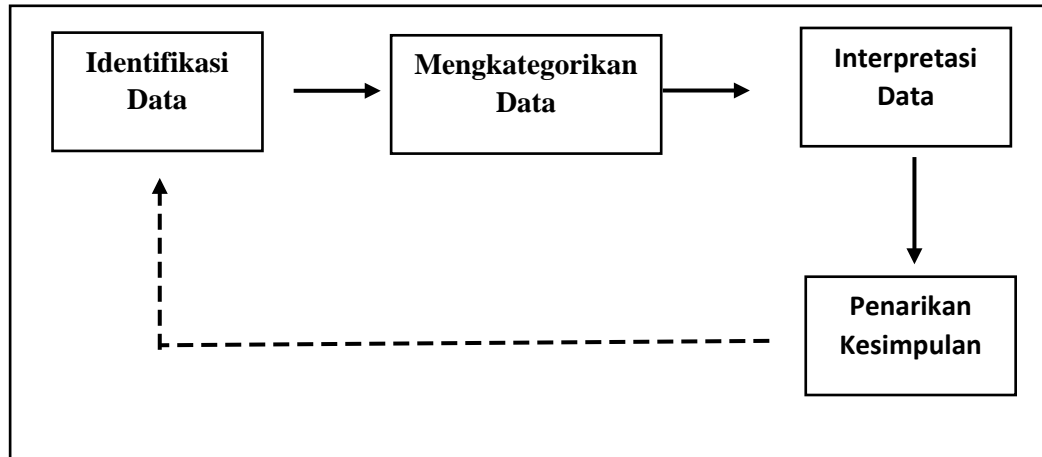 Identifikasi
Data
Mengkategorikan
Data
Interpretasi
Data
Penarikan
Kesimpulan